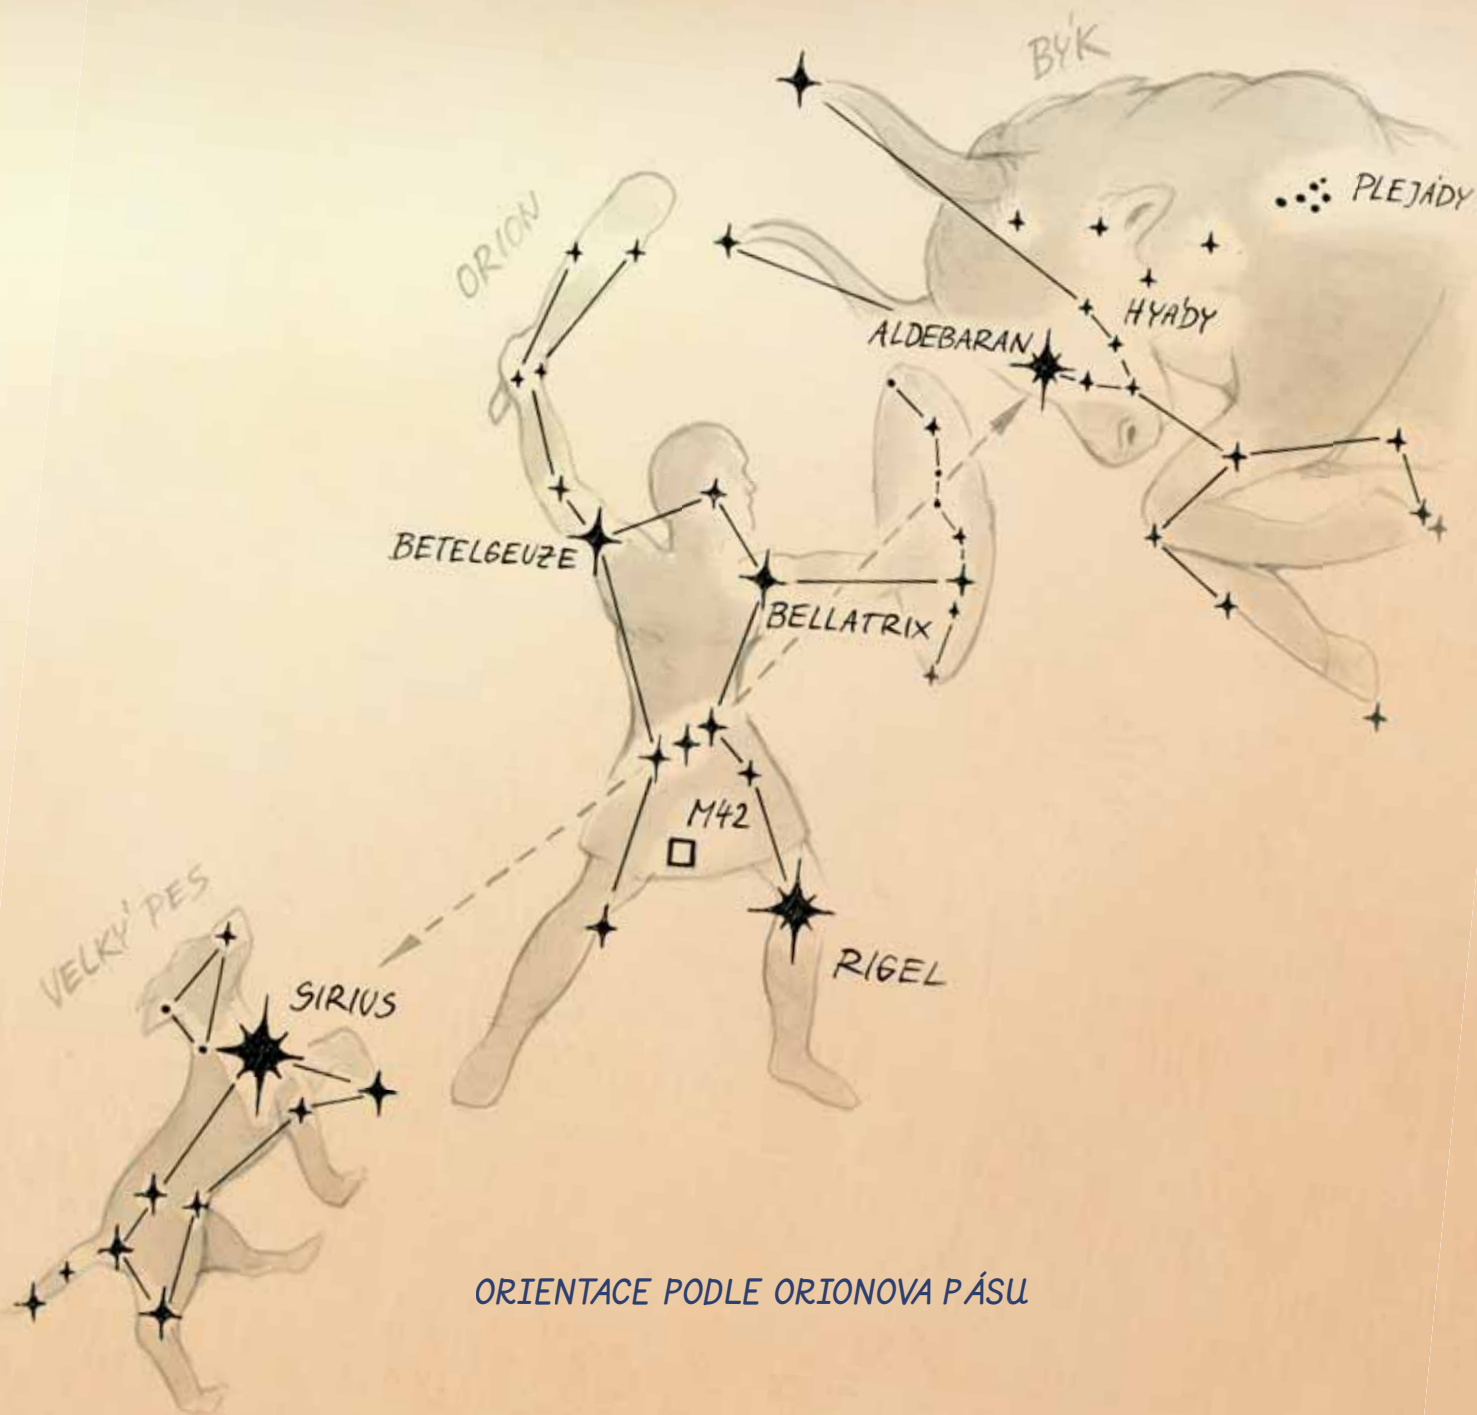 BÝK
PLEJÁDY
ORION
HYÁDY
ALDEBARAN
BETELGEUZE
BELLATRIX
M42
VELKÝ PES
RIGEL
SIRIUS
ORIENTACE PODLE ORIONOVA PÁSU